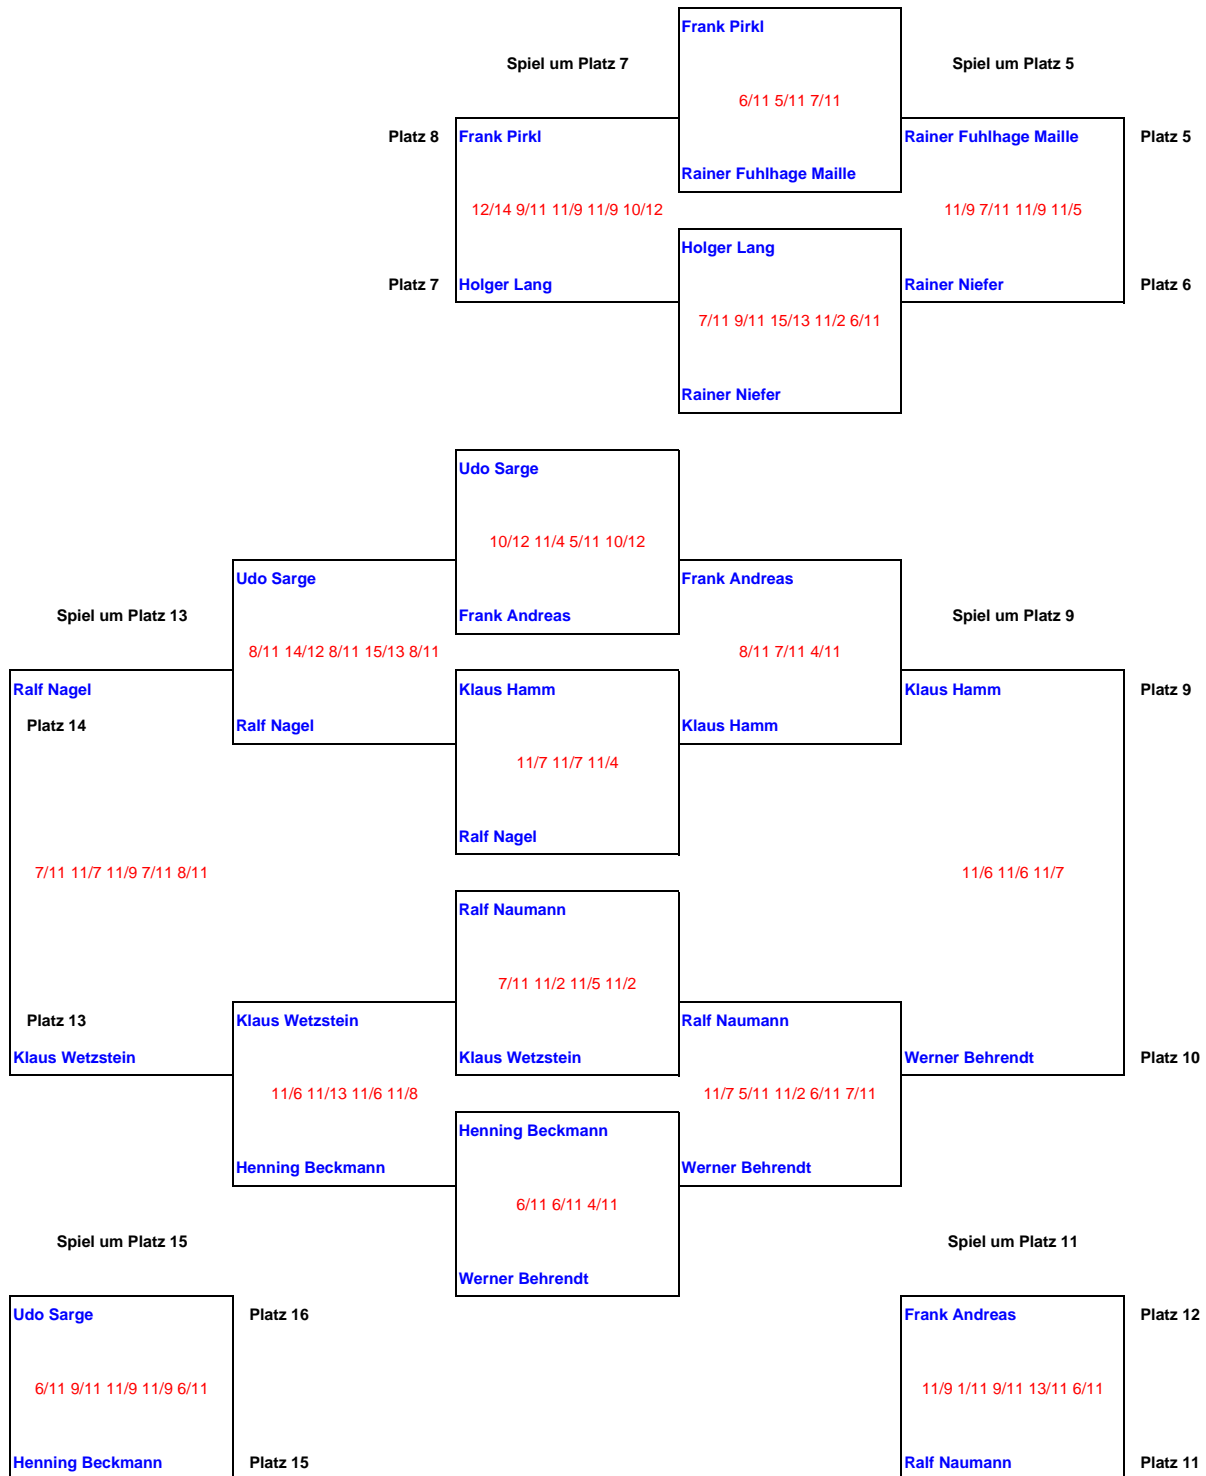 Frank Pirkl
Spiel um Platz 7 Spiel um Platz 5
6/11 5/11 7/11
Platz 8 Frank Pirkl Rainer Fuhlhage Maille Platz 5
Rainer Fuhlhage Maille
12/14 9/11 11/9 11/9 10/12 11/9 7/11 11/9 11/5
Holger Lang
Platz 7 Holger Lang Rainer Niefer Platz 6
7/11 9/11 15/13 11/2 6/11
Rainer Niefer
Udo Sarge
10/12 11/4 5/11 10/12
Udo Sarge Frank Andreas
Spiel um Platz 13 Frank Andreas Spiel um Platz 9
8/11 14/12 8/11 15/13 8/11 8/11 7/11 4/11
Ralf Nagel Klaus Hamm Klaus Hamm Platz 9
Platz 14 Ralf Nagel Klaus Hamm
11/7 11/7 11/4
Ralf Nagel
7/11 11/7 11/9 7/11 8/11 11/6 11/6 11/7
Ralf Naumann
7/11 11/2 11/5 11/2
Platz 13 Klaus Wetzstein Ralf Naumann
Klaus Wetzstein Klaus Wetzstein Werner Behrendt Platz 10
11/6 11/13 11/6 11/8 11/7 5/11 11/2 6/11 7/11
Henning Beckmann
Henning Beckmann Werner Behrendt
6/11 6/11 4/11
Spiel um Platz 15 Spiel um Platz 11
Werner Behrendt
Udo Sarge Platz 16 Frank Andreas Platz 12
6/11 9/11 11/9 11/9 6/11 11/9 1/11 9/11 13/11 6/11
Henning Beckmann Platz 15 Ralf Naumann Platz 11